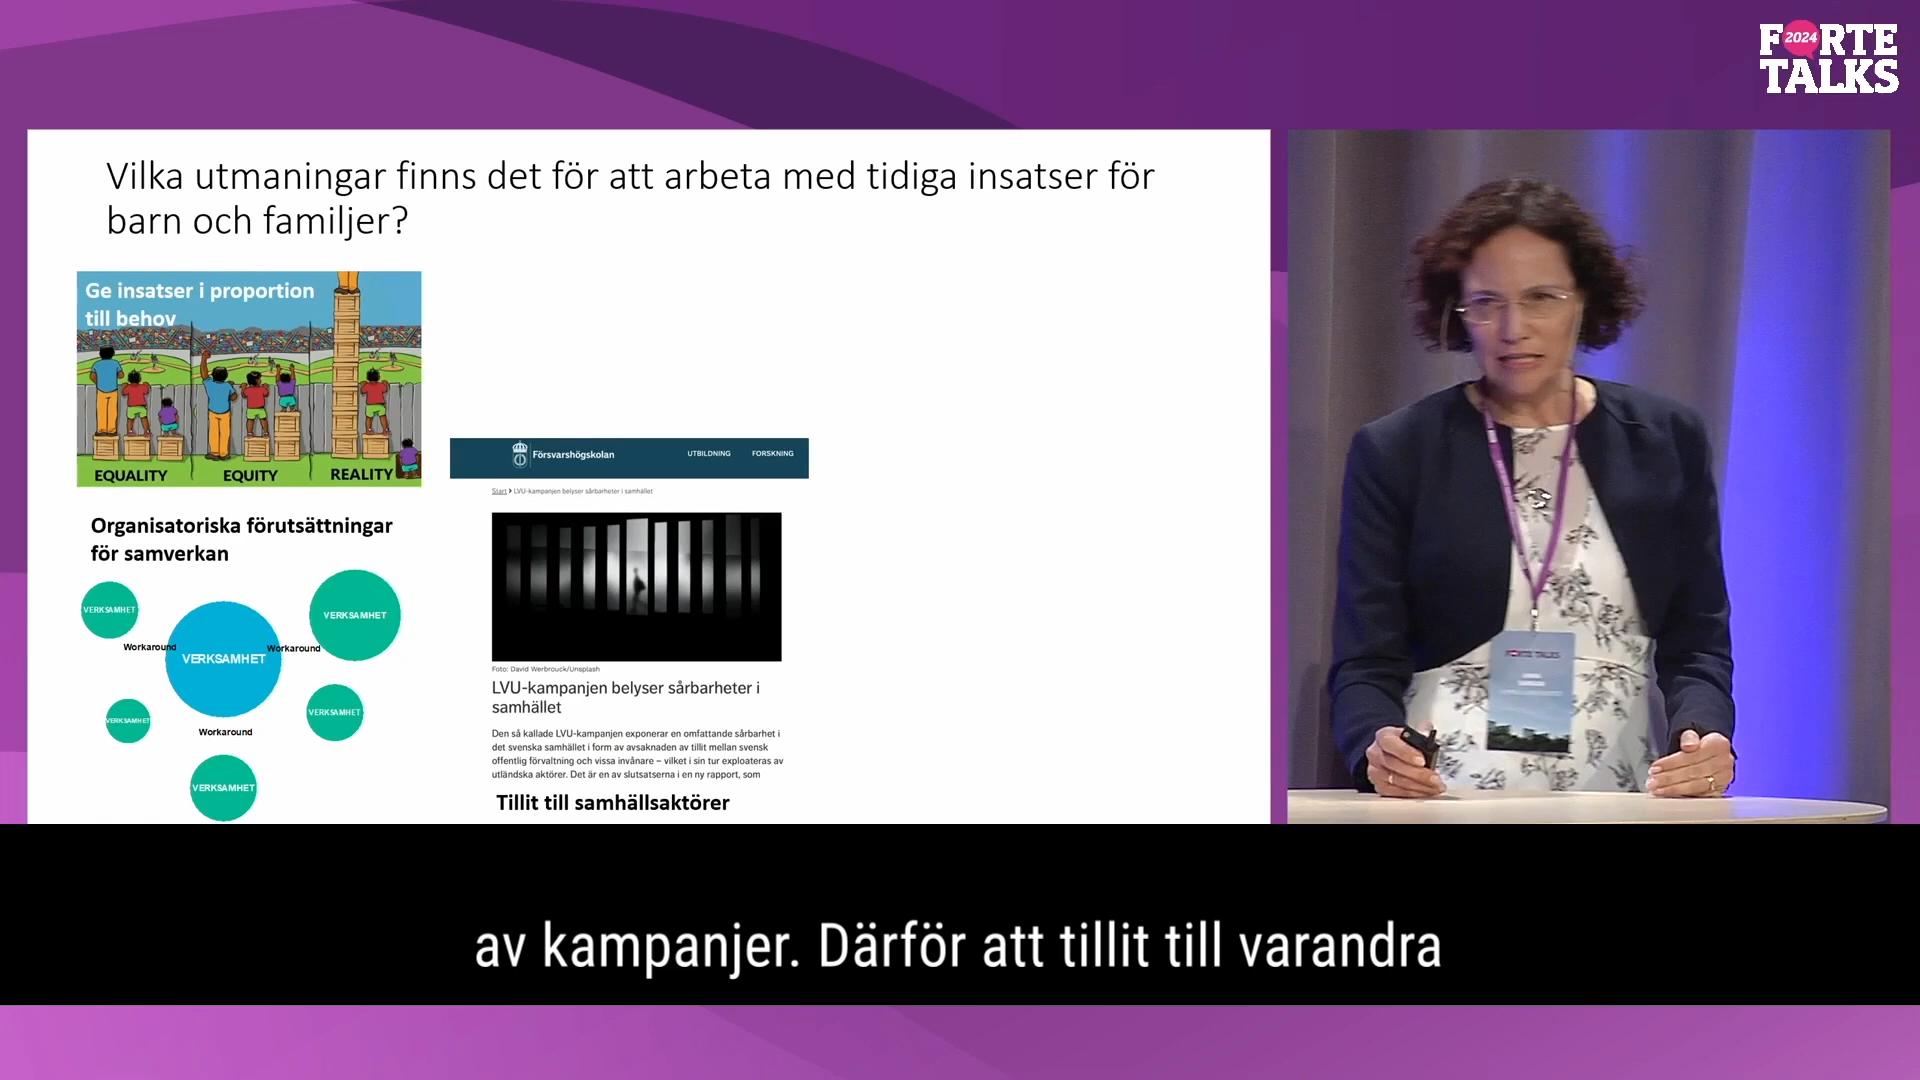 FORTE
2024
TALKS
Vilka utmaningar finns det för att arbeta med tidiga insatser för
barn och familjer?
Ge insatser i proportion
till behov
EQUALITY
EQUITY
REALITY
Organisatoriska förutsättningar
för samverkan
VERKSAMHET
VERKSAMHET
Workaround
VERKSAMHET
Workaround
VERKSAMHET
VERKSAMHET
Workaround
VERKSAMHET
Försvarshögskolan
UTBILDNING
FORSKNING
Start > LVU-kampanjen belyser sårbarheter i samhället
Foto: David Werbrouck/Unsplash
LVU-kampanjen belyser sårbarheter i
samhället
Den så kallade LVU-kampanjen exponerar en omfattande sårbarhet i
det svenska samhället i form av avsaknaden av tillit mellan svensk
offentlig förvaltning och vissa invånare – vilket i sin tur exploateras av
utländska aktörer. Det är en av slutsatserna i en ny rapport, som
Tillit till samhällsaktörer
FORTE TALKS
av kampanjer. Därför att tillit till varandra